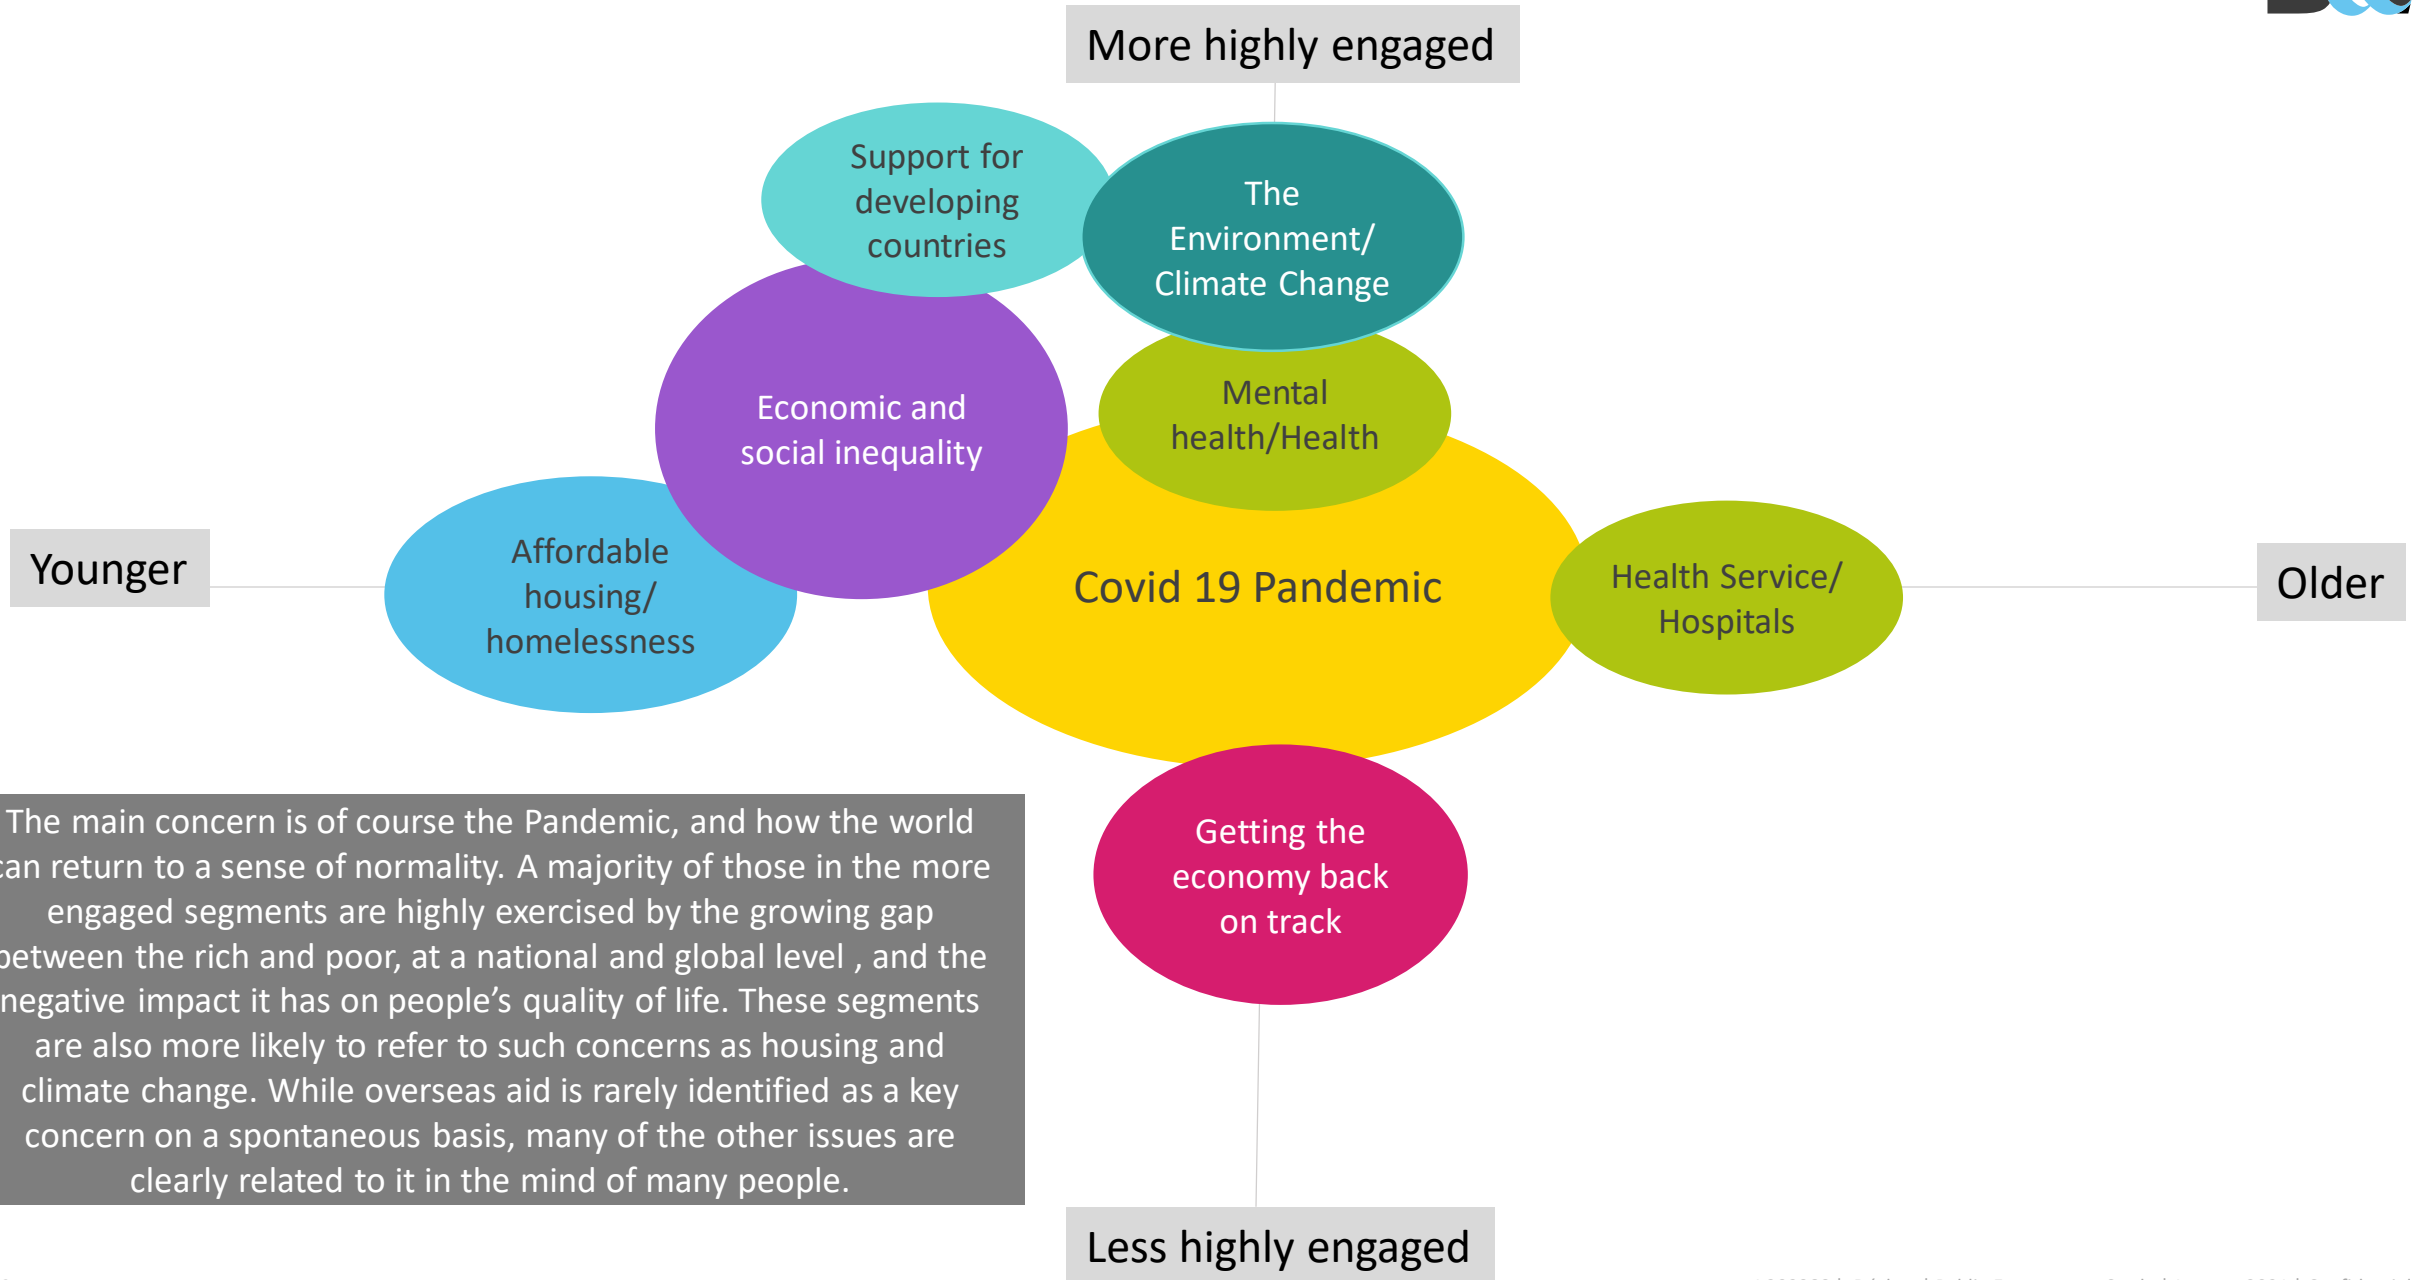 More highly engaged
Support for
developing
countries
The
Environment/
Climate Change
Mental
health/Health
Economic and
social inequality
Affordable
housing/
homelessness
Younger
Covid 19 Pandemic
Health Service/
Hospitals
Older
Getting the
economy back
on track
The main concern is of course the Pandemic, and how the world
can return to a sense of normality. A majority of those in the more
engaged segments are highly exercised by the growing gap
between the rich and poor, at a national and global level , and the
negative impact it has on people’s quality of life. These segments
are also more likely to refer to such concerns as housing and
climate change. While overseas aid is rarely identified as a key
concern on a spontaneous basis, many of the other issues are
clearly related to it in the mind of many people.
Less highly engaged